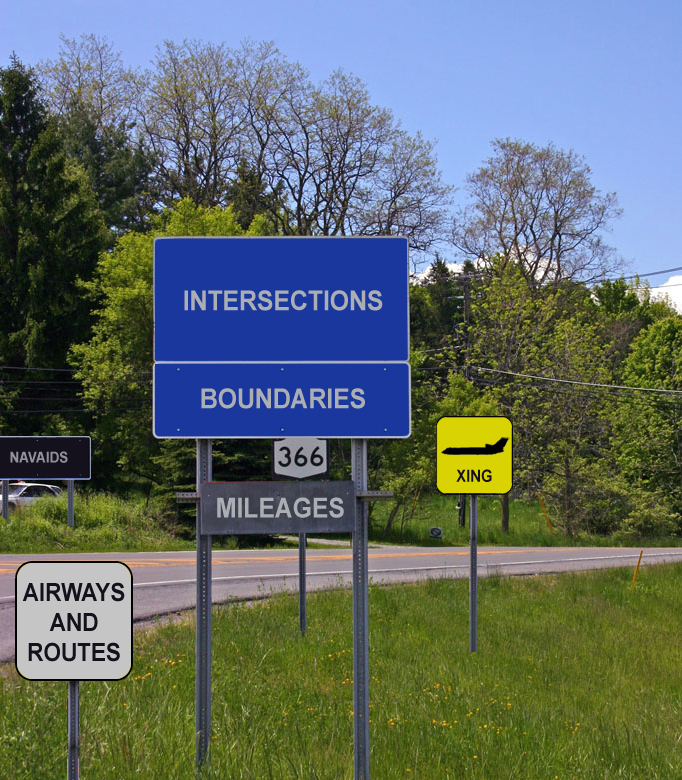 INTERSECTIONS
BOUNDARIES
NAVAIDS
366
XING
MILEAGES
AIRWAYS
AND
ROUTES